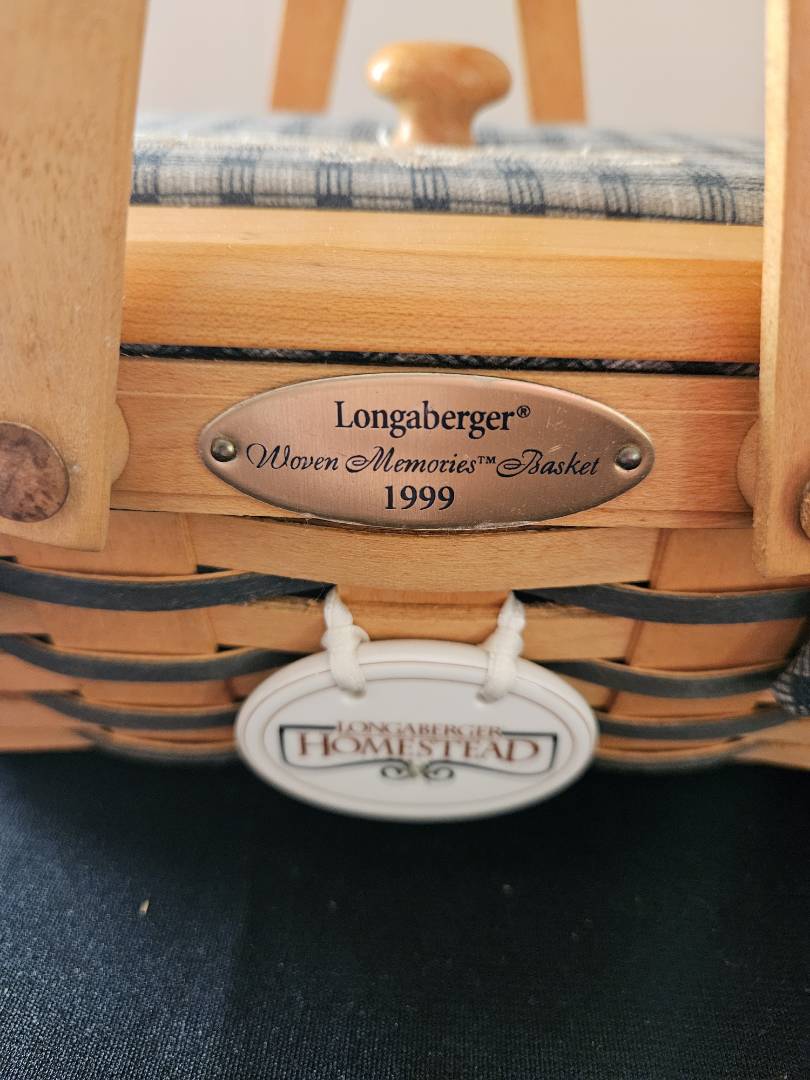 Longaberger®
Woven Memories™ Basket
1999
LONGABERGER
HOMESTEAD